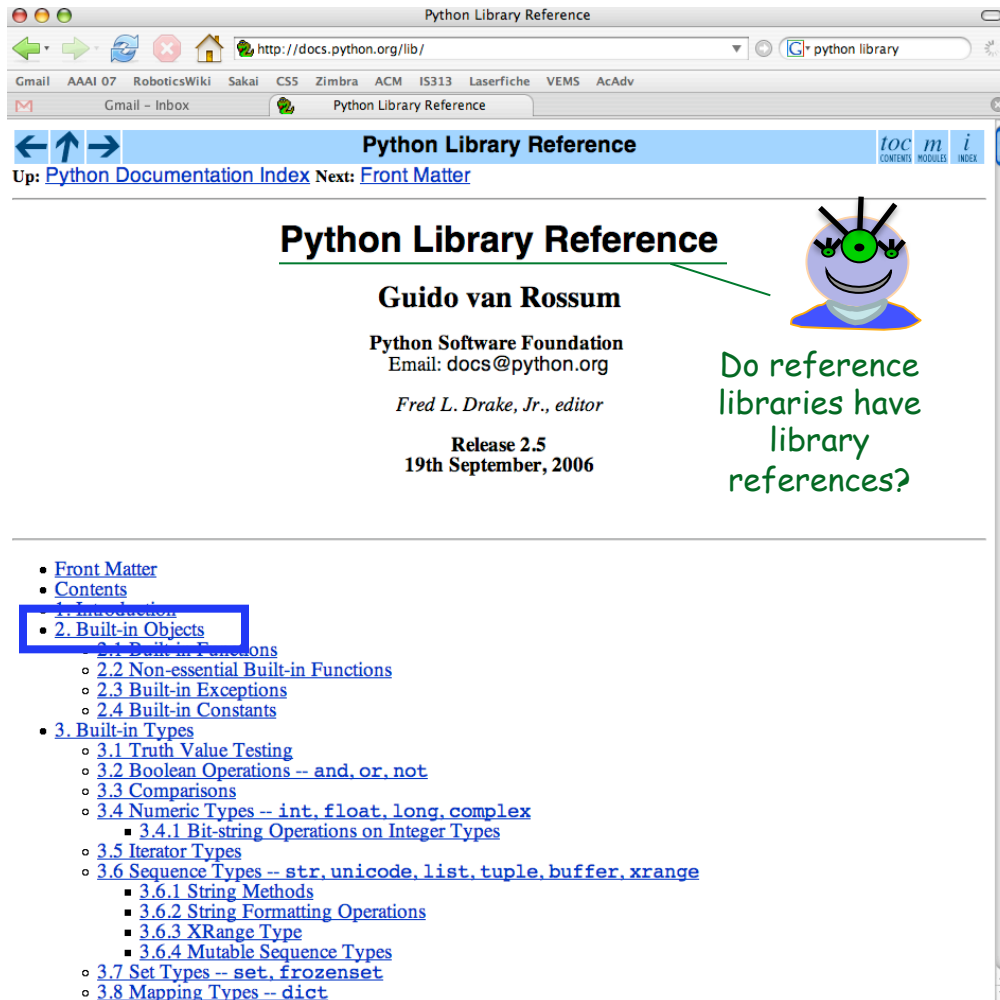 Python Library Reference
http://docs.python.org/lib/
G python library
Gmail AAAI 07 RoboticsWiki Sakai CS5 Zimbra ACM IS313 Laserfiche VEMS AcAdv
Gmail – Inbox
Python Library Reference
Python Library Reference
toc m i
CONTENTS MODULES INDEX
Up: Python Documentation Index Next: Front Matter
Python Library Reference
Guido van Rossum
Python Software Foundation
Email: docs@python.org
Fred L. Drake, Jr., editor
Release 2.5
19th September, 2006
Do reference
libraries have
library
references?
Front Matter
Contents
1. Introduction
2. Built-in Objects
2.1 Built-in Functions
2.2 Non-essential Built-in Functions
2.3 Built-in Exceptions
2.4 Built-in Constants
3. Built-in Types
3.1 Truth Value Testing
3.2 Boolean Operations -- and, or, not
3.3 Comparisons
3.4 Numeric Types -- int, float, long, complex
3.4.1 Bit-string Operations on Integer Types
3.5 Iterator Types
3.6 Sequence Types -- str, unicode, list, tuple, buffer, xrange
3.6.1 String Methods
3.6.2 String Formatting Operations
3.6.3 XRange Type
3.6.4 Mutable Sequence Types
3.7 Set Types -- set, frozenset
3.8 Mapping Types -- dict